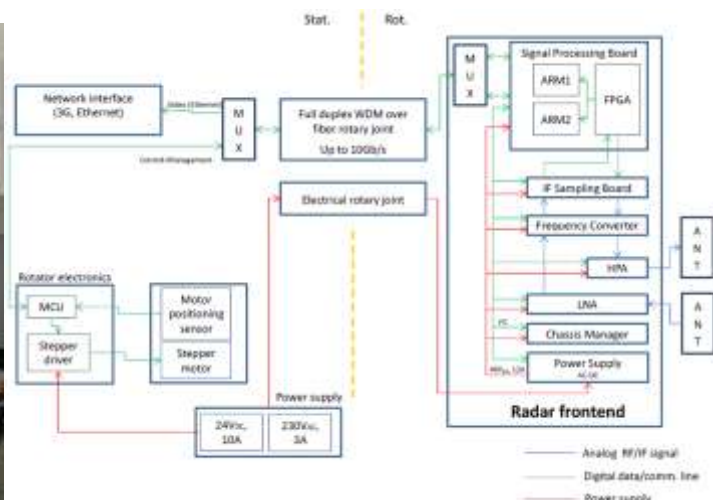 Stat. Rot.
Network interface
(3G, Ethernet)
M
U
X
Full duplex WDM over
fiber rotary joint
Up to 10Gb/s
Control Management
Electrical rotary joint
Rotator electronics
MCU
Stepper
driver
Motor
positioning
sensor
Stepper
motor
Power supply
24VDC,
10A
3A
M
U
X
Signal Processing Board
ARM1
ARM2
FPGA
IF Sampling Board
Frequency Converter
HPA
LNA
Chassis Manager
Power Supply
Radar frontend
A
N
T
A
N
T
Analog RF/IF signal
Digital data/comm. line
Power supply